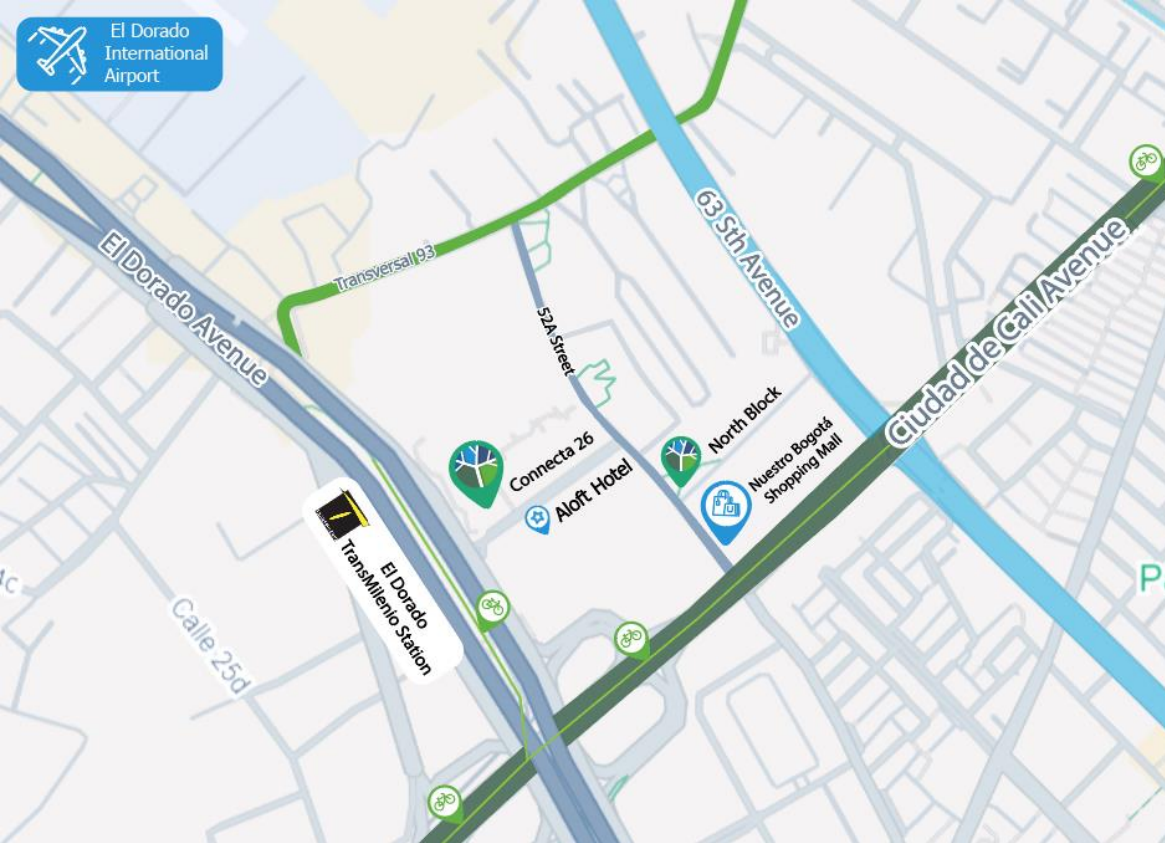 El Dorado
International
Airport
63 Sth Avenue
Transversal 93
El Dorado Avenue
Ciudad de Cali Avenue
52A Street
North Block
Connecta 26
Nuestro Bogotá
Shopping Mall
Aloft Hotel
El Dorado
TransMilenio Station
AC
Calle 25d
P